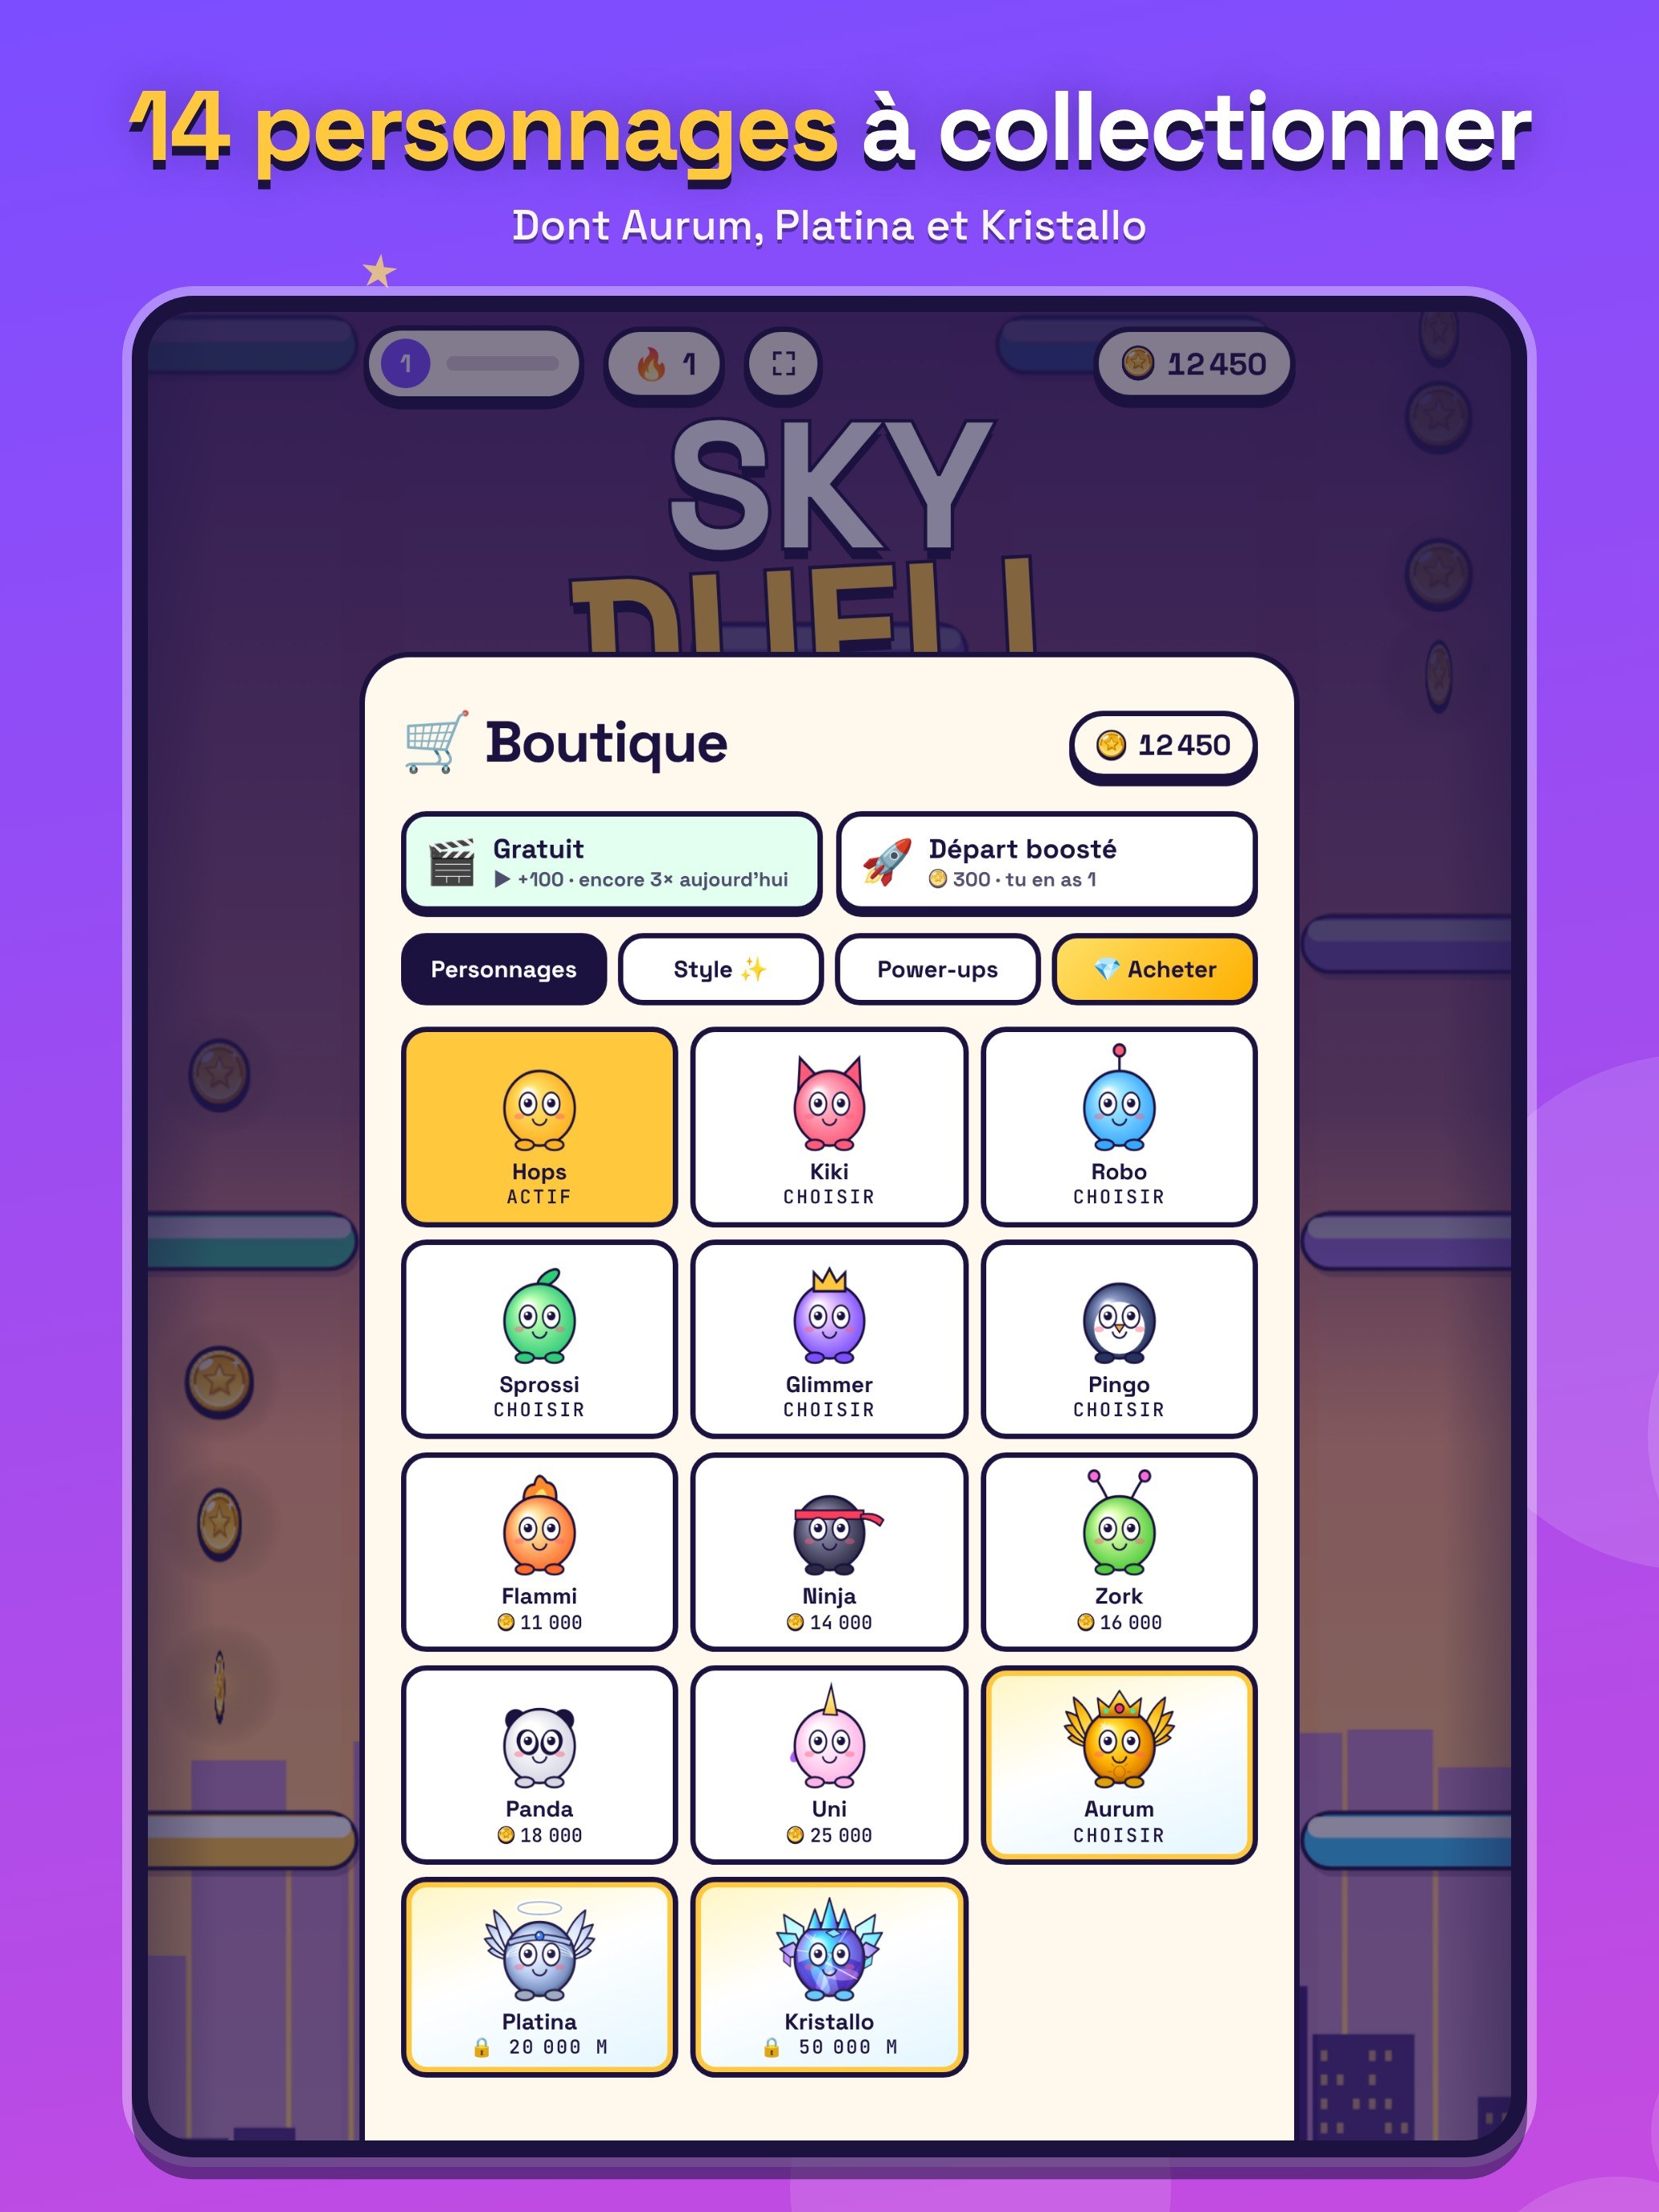 14 personnages à collectionner
Dont Aurum, Platina et Kristallo
1
1
12 450
SKY
DUELL
Boutique
12 450
Gratuit
▶ +100 · encore 3× aujourd'hui
Départ boosté
300 · tu en as 1
Personnages
Style ✨
Power-ups
💎 Acheter
Hops
ACTIF
Kiki
CHOISIR
Robo
CHOISIR
Sprossi
CHOISIR
Glimmer
CHOISIR
Pingo
CHOISIR
Flammi
11 000
Ninja
14 000
Zork
16 000
Panda
18 000
Uni
25 000
Aurum
CHOISIR
Platina
🔒 20 000 M
Kristallo
🔒 50 000 M